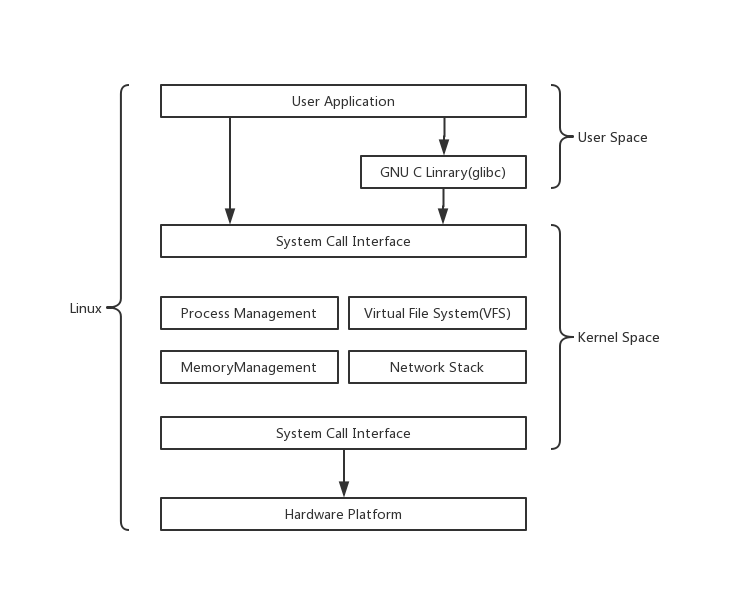 User Application
User Space
GNU C Linrary(glibc)
System Call Interface
Linux
Process Management
Virtual File System(VFS)
Kernel Space
MemoryManagement
Network Stack
System Call Interface
Hardware Platform